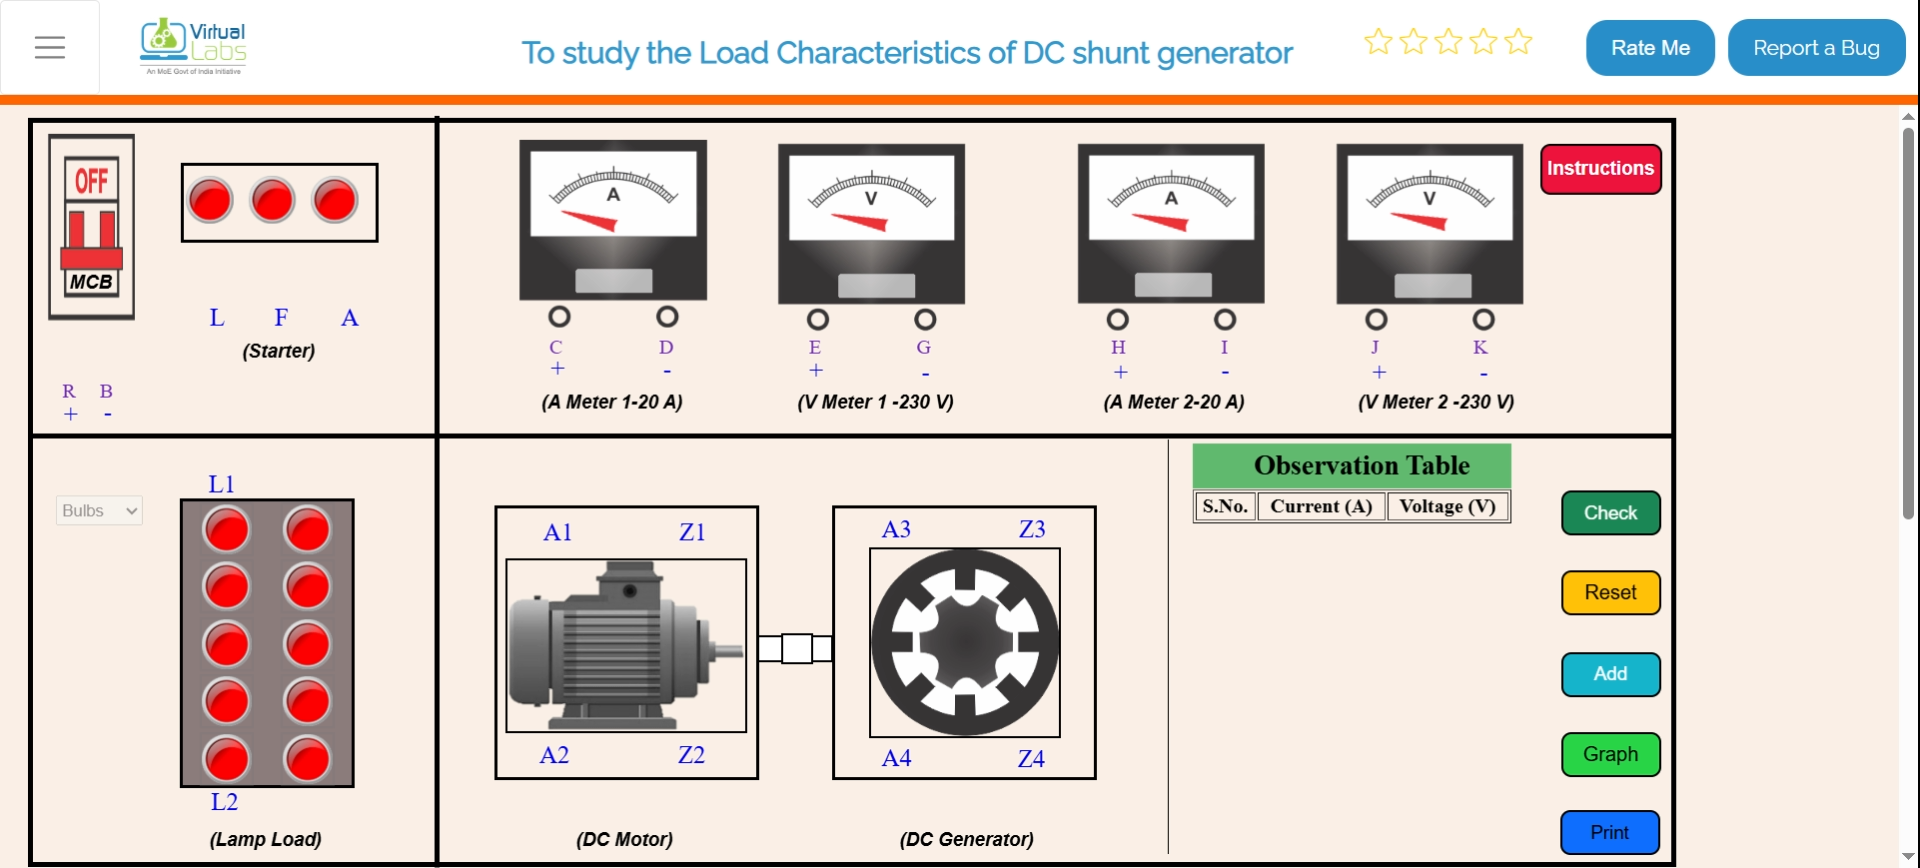 Virtual
Labs
An MoE Govt of India Initiative
To study the Load Characteristics of DC shunt generator
Rate Me
Report a Bug
OFF
MCB
R B
+ -
L F A
(Starter)
A
C D
+ -
(A Meter 1-20 A)
V
E G
+ -
(V Meter 1 -230 V)
A
H I
+ -
(A Meter 2-20 A)
V
J K
+ -
(V Meter 2 -230 V)
Instructions
Bulbs
L1
L2
(Lamp Load)
A1 Z1
A2 Z2
(DC Motor)
A3 Z3
A4 Z4
(DC Generator)
Observation Table
S.No. Current (A) Voltage (V)
Check
Reset
Add
Graph
Print